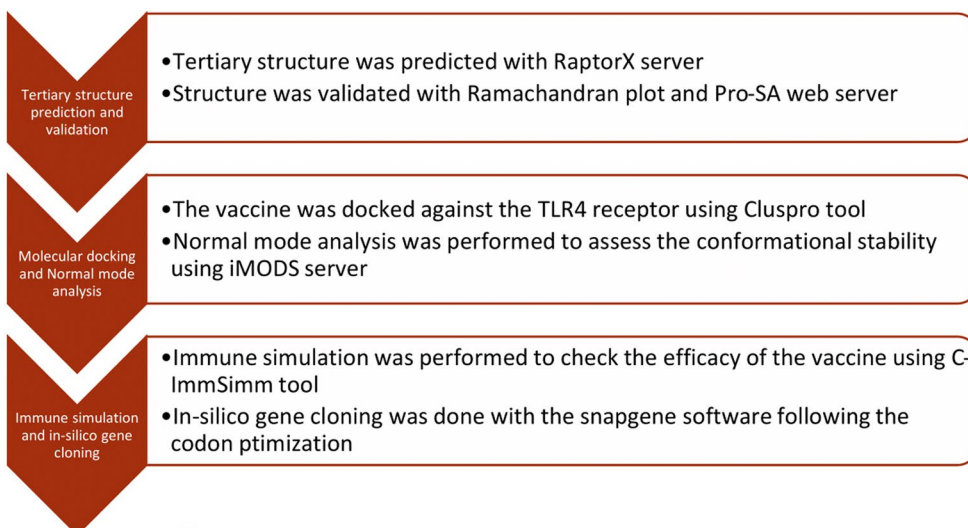 Tertiary structure
prediction and
validation
•Tertiary structure was predicted with RaptorX server
•Structure was validated with Ramachandran plot and Pro-SA web server
Molecular docking
and Normal mode
analysis
•The vaccine was docked against the TLR4 receptor using Cluspro tool
•Normal mode analysis was performed to assess the conformational stability
using iMODS server
Immune simulation
and in-silico gene
cloning
•Immune simulation was performed to check the efficacy of the vaccine using C-
ImmSimm tool
•In-silico gene cloning was done with the snapgene software following the
codon ptimization